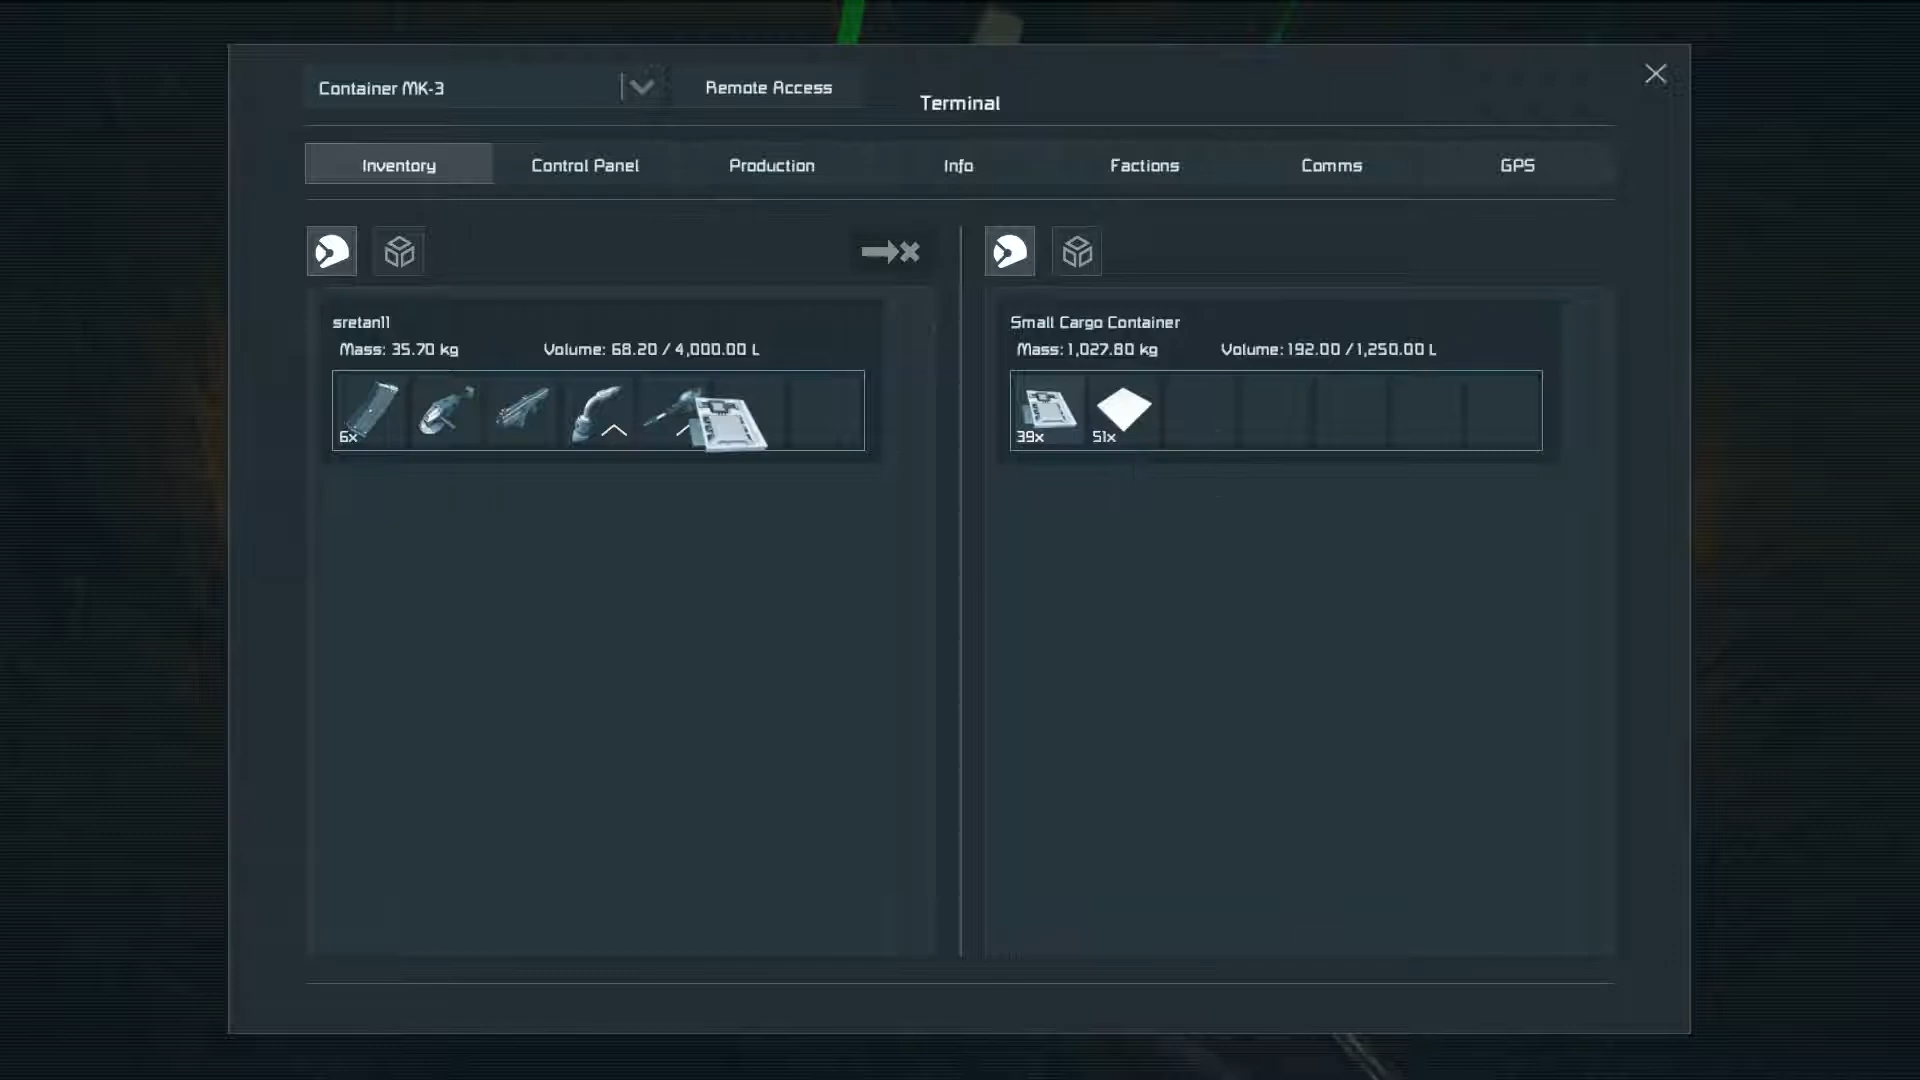 Container MK-3
Remote Access
Terminal
Inventory
Control Panel
Production
Info
Factions
Comms
GPS
sretan11
Mass: 35.70 kg
Volume: 68.20 / 4,000.00 L
6x
Small Cargo Container
Mass: 1,027.80 kg
Volume: 192.00 / 1,250.00 L
39x
51x